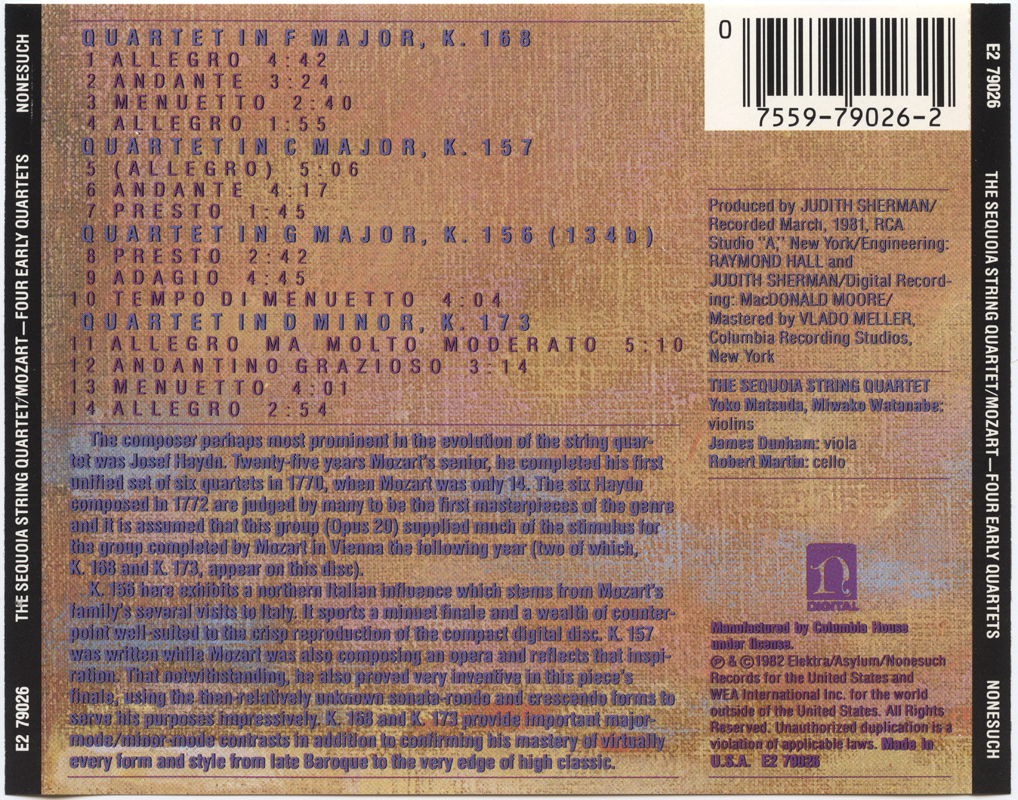 NONESUCH
THE SEQUOIA STRING QUARTET/MOZART—FOUR EARLY QUARTETS
E2 79026
QUARTET IN F MAJOR, K. 168
1 ALLEGRO 4:42
2 ANDANTE 3:24
3 MENUETTO 2:40
4 ALLEGRO 1:55
QUARTET IN C MAJOR, K. 157
5 (ALLEGRO) 5:06
6 ANDANTE 4:17
7 PRESTO 1:45
QUARTET IN G MAJOR, K. 156 (134b)
8 PRESTO 2:42
9 ADAGIO 4:45
10 TEMPO DI MENUETTO 4:04
QUARTET IN D MINOR, K. 173
11 ALLEGRO MA MOLTO MODERATO 5:10
12 ANDANTINO GRAZIOSO 3:14
13 MENUETTO 4:01
14 ALLEGRO 2:54
The composer perhaps most prominent in the evolution of the string quar-
tet was Josef Haydn. Twenty-five years Mozart's senior, he completed his first
unified set of six quartets in 1770, when Mozart was only 14. The six Haydn
composed in 1772 are judged by many to be the first masterpieces of the genre
and it is assumed that this group (Opus 20) supplied much of the stimulus for
the group completed by Mozart in Vienna the following year (two of which,
K. 168 and K. 173, appear on this disc).
K. 156 here exhibits a northern Italian influence which stems from Mozart's
family's several visits to Italy. It sports a minuet finale and a wealth of counter-
point well-suited to the crisp reproduction of the compact digital disc. K. 157
was written while Mozart was also composing an opera and reflects that inspi-
ration. That notwithstanding, he also proved very inventive in this piece's
finale, using the then-relatively unknown sonata-rondo and crescendo forms to
serve his purposes impressively. K. 168 and K. 173 provide important major-
mode/minor-mode contrasts in addition to confirming his mastery of virtually
every form and style from late Baroque to the very edge of high classic.
0
7559-79026-2
Produced by JUDITH SHERMAN/
Recorded March, 1981, RCA
Studio "A," New York/Engineering:
RAYMOND HALL and
JUDITH SHERMAN/Digital Record-
ing: MacDONALD MOORE/
Mastered by VLADO MELLER,
Columbia Recording Studios,
New York
THE SEQUOIA STRING QUARTET
Yoko Matsuda, Miwako Watanabe:
violins
James Dunham: viola
Robert Martin: cello
n
DIGITAL
Manufactured by Columbia House
under license.
℗ & ©1982 Elektra/Asylum/Nonesuch
Records for the United States and
WEA International Inc. for the world
outside of the United States. All Rights
Reserved. Unauthorized duplication is a
violation of applicable laws. Made in
U.S.A. E2 79026
E2 79026
THE SEQUOIA STRING QUARTET/MOZART—FOUR EARLY QUARTETS
NONESUCH